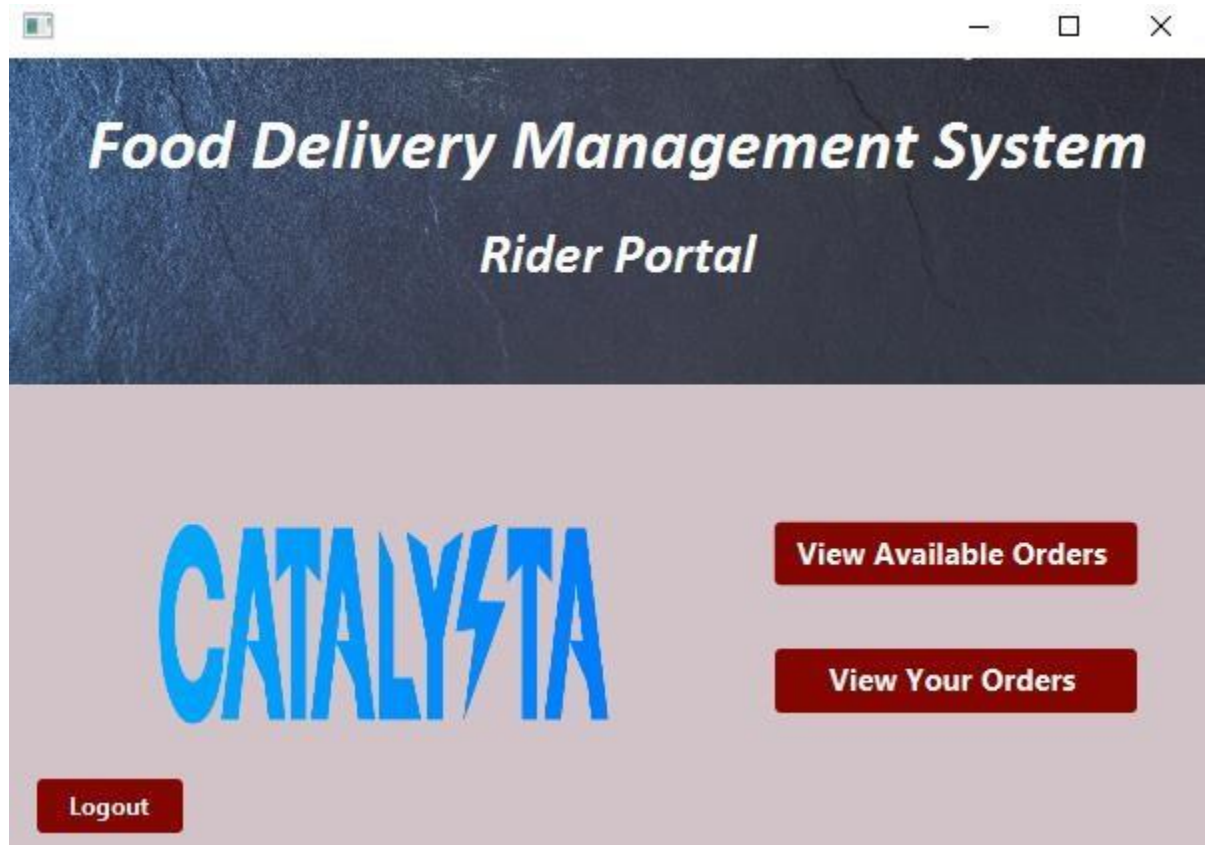 Food Delivery Management System
Rider Portal
CATALYSTA
View Available Orders
View Your Orders
Logout